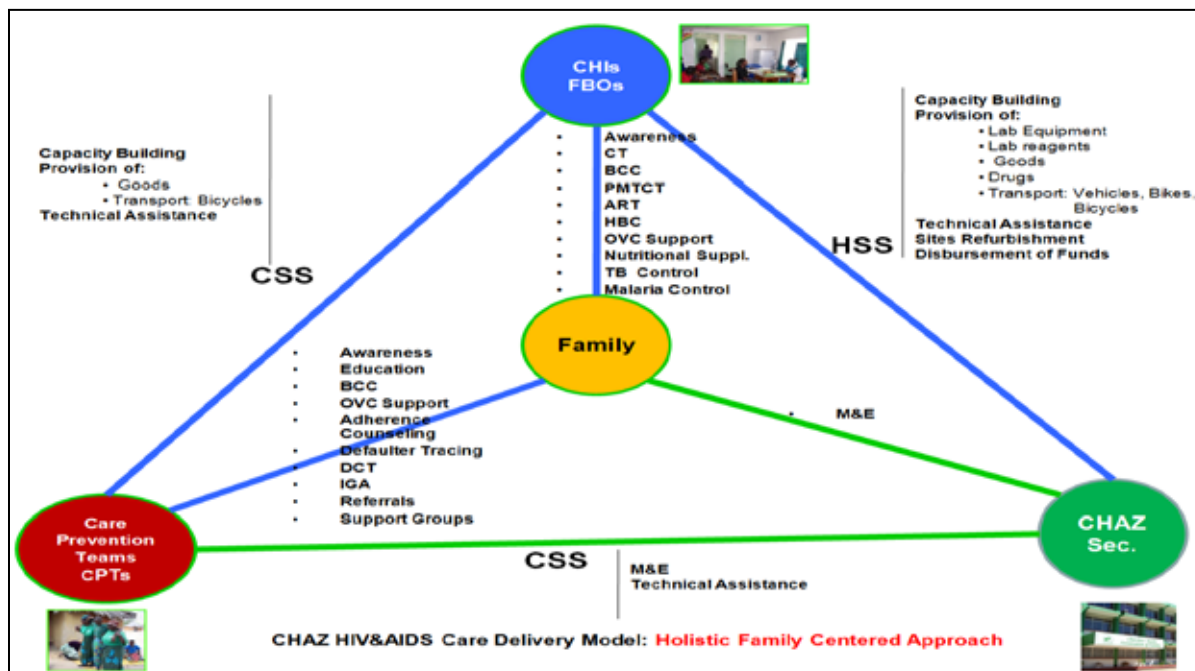 CHIs
FBOs
Capacity Building
Provision of:
• Goods
• Transport: Bicycles
Technical Assistance
CSS
• Awareness
• CT
• BCC
• PMTCT
• ART
• HBC
• OVC Support
• Nutritional Suppl.
• TB Control
• Malaria Control
Capacity Building
Provision of:
• Lab Equipment
• Lab reagents
• Goods
• Drugs
• Transport: Vehicles, Bikes,
Bicycles
Technical Assistance
Sites Refurbishment
Disbursement of Funds
HSS
Family
• Awareness
• Education
• BCC
• OVC Support
• Adherence
Counseling
• Defaulter Tracing
• DCT
• IGA
• Referrals
• Support Groups
• M&E
Care
Prevention
Teams
CPTs
CHAZ
Sec.
CSS
M&E
Technical Assistance
CHAZ HIV&AIDS Care Delivery Model: Holistic Family Centered Approach